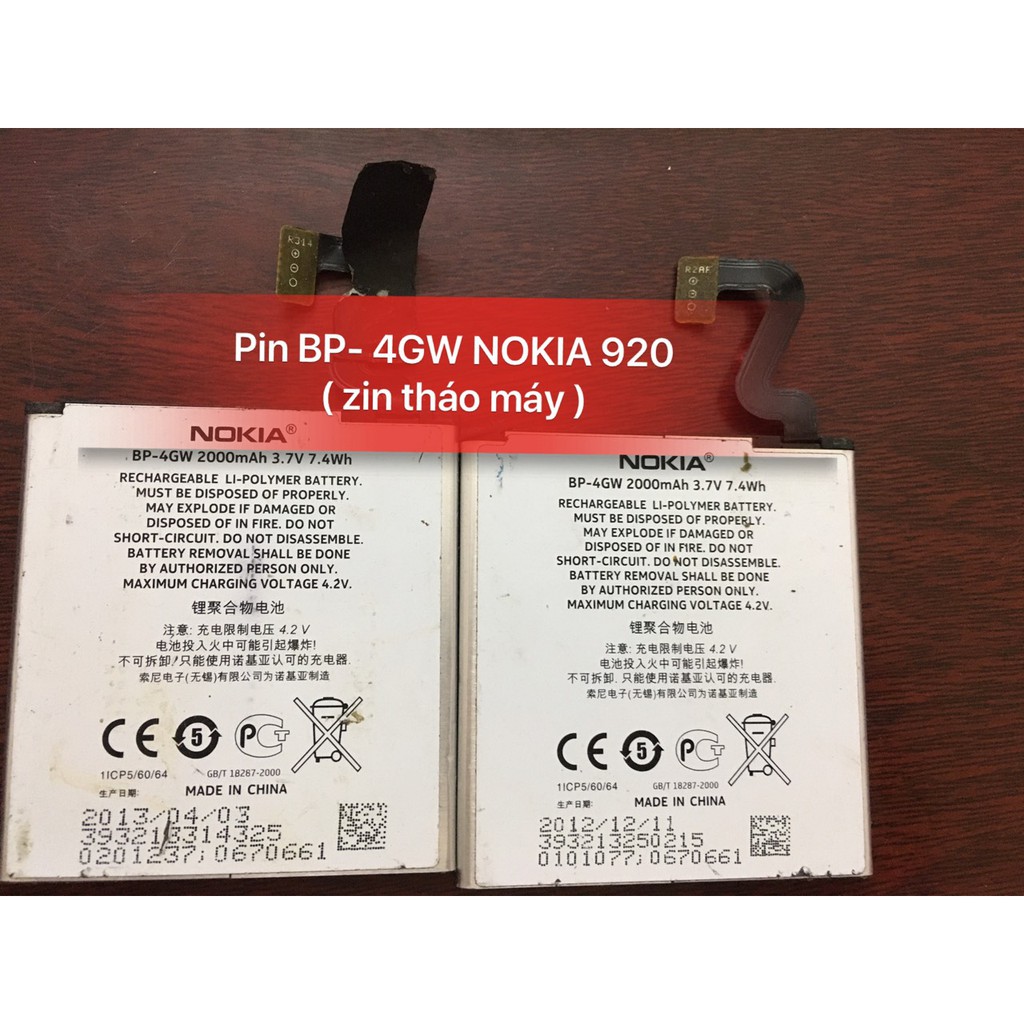 R314
R2AF
Pin BP- 4GW NOKIA 920
( zin tháo máy )
NOKIA®
BP-4GW 2000mAh 3.7V 7.4Wh
RECHARGEABLE LI-POLYMER BATTERY.
MUST BE DISPOSED OF PROPERLY.
MAY EXPLODE IF DAMAGED OR
DISPOSED OF IN FIRE. DO NOT
SHORT-CIRCUIT. DO NOT DISASSEMBLE.
BATTERY REMOVAL SHALL BE DONE
BY AUTHORIZED PERSON ONLY.
MAXIMUM CHARGING VOLTAGE 4.2V.
锂聚合物电池
注意: 充电限制电压 4.2 V
电池投入火中可能引起爆炸!
不可拆卸. 只能使用诺基亚认可的充电器.
索尼电子(无锡)有限公司为诺基亚制造
CE 5 PCT
1ICP5/60/64 GB/T 18287-2000
生产日期: MADE IN CHINA
2013/04/03
393213314325
0201237;0670661
NOKIA®
BP-4GW 2000mAh 3.7V 7.4Wh
RECHARGEABLE LI-POLYMER BATTERY.
MUST BE DISPOSED OF PROPERLY.
MAY EXPLODE IF DAMAGED OR
DISPOSED OF IN FIRE. DO NOT
SHORT-CIRCUIT. DO NOT DISASSEMBLE.
BATTERY REMOVAL SHALL BE DONE
BY AUTHORIZED PERSON ONLY.
MAXIMUM CHARGING VOLTAGE 4.2V.
锂聚合物电池
注意: 充电限制电压 4.2 V
电池投入火中可能引起爆炸!
不可拆卸. 只能使用诺基亚认可的充电器.
索尼电子(无锡)有限公司为诺基亚制造
CE 5 PCT
1ICP5/60/64 GB/T 18287-2000
生产日期: MADE IN CHINA
2012/12/11
393213250215
0101077;0670661